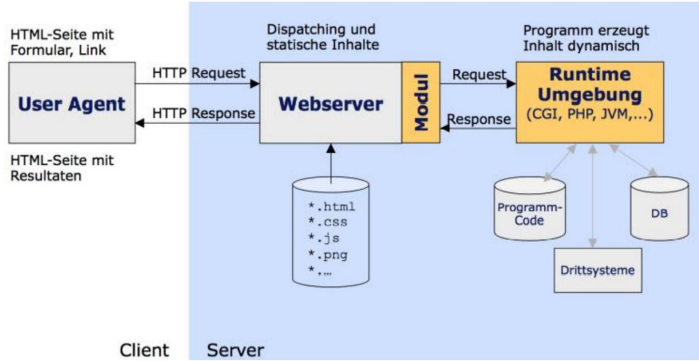 HTML-Seite mit
Formular, Link
Dispatching und
statische Inhalte
Programm erzeugt
Inhalt dynamisch
User Agent
HTTP Request
HTTP Response
Webserver
Modul
Request
Response
Runtime
Umgebung
(CGI, PHP, JVM,...)
HTML-Seite mit
Resultaten
*.html
*.css
*.js
*.png
*.…
Programm-
Code
DB
Drittsysteme
Client
Server